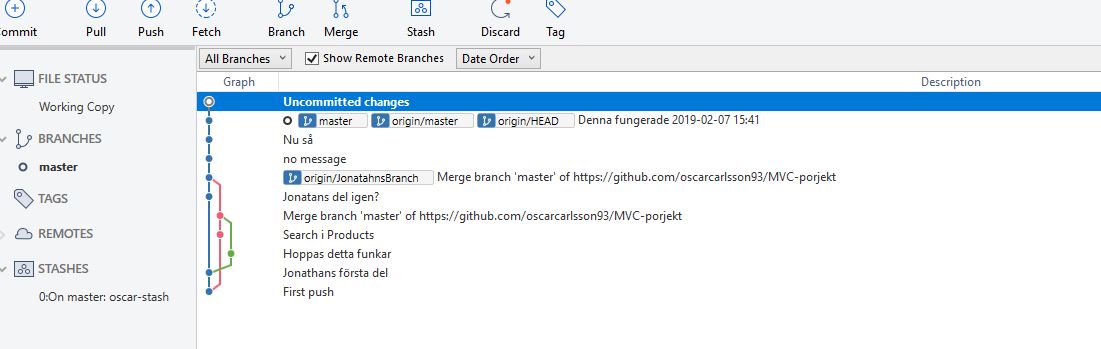 Commit Pull Push Fetch Branch Merge Stash Discard Tag
All Branches Show Remote Branches Date Order
Graph Description
FILE STATUS
Working Copy
BRANCHES
master
TAGS
REMOTES
STASHES
0:On master: oscar-stash
Uncommitted changes
master origin/master origin/HEAD Denna fungerade 2019-02-07 15:41
Nu så
no message
origin/JonatahnsBranch Merge branch 'master' of https://github.com/oscarcarlsson93/MVC-porjekt
Jonatans del igen?
Merge branch 'master' of https://github.com/oscarcarlsson93/MVC-porjekt
Search i Products
Hoppas detta funkar
Jonathans första del
First push